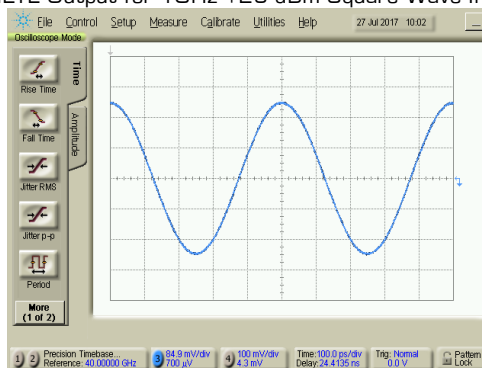 Output for 1GHz +20 dBm Square Wave
File Control Setup Measure Calibrate Utilities Help 27 Jul 2017 10:02
Oscilloscope Mode
Time
Amplitude
Rise Time
Fall Time
Jitter RMS
Jitter p-p
Period
More
(1 of 2)
1 2 Precision Timebase...
Reference: 40.00000 GHz
3 84.9 mV/div
700 µV
4 100 mV/div
4.3 mV
Time:100.0 ps/div
Delay:24.4135 ns
Trig: Normal
0.0 V
Pattern
Lock